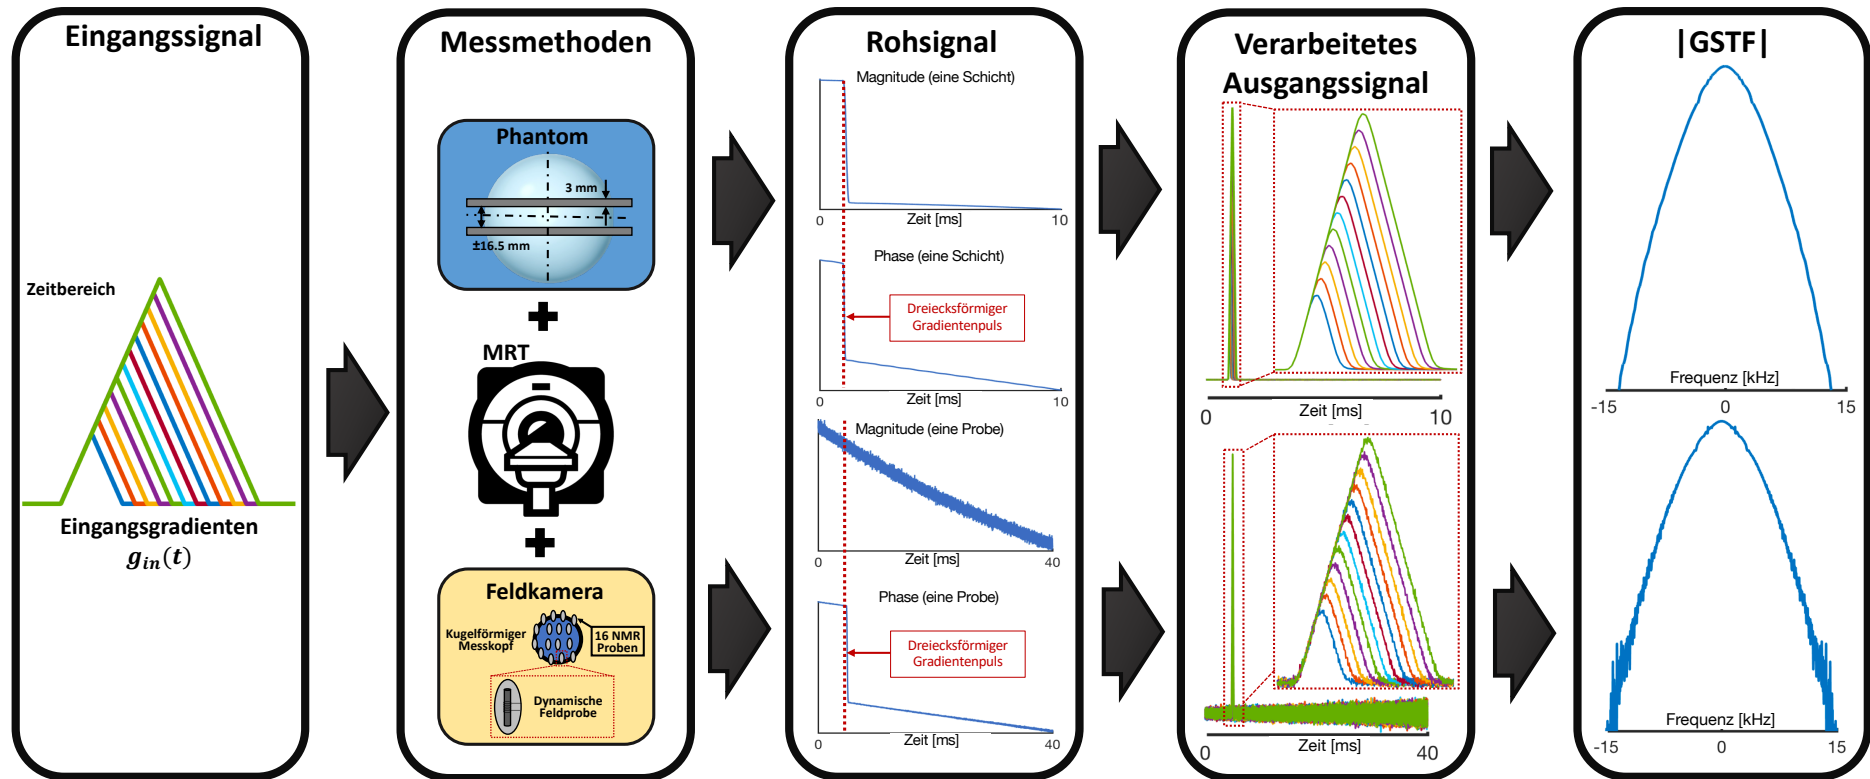 Eingangssignal
Zeitbereich
Eingangsgradienten
g_in(t)
Messmethoden
Phantom
3 mm
±16.5 mm
MRT
Feldkamera
Kugelförmiger
Messkopf
16 NMR
Proben
Dynamische
Feldprobe
Rohsignal
Magnitude (eine Schicht)
0
Zeit [ms]
10
Phase (eine Schicht)
Dreiecksförmiger
Gradientenpuls
0
Zeit [ms]
10
Magnitude (eine Probe)
0
Zeit [ms]
40
Phase (eine Probe)
Dreiecksförmiger
Gradientenpuls
0
Zeit [ms]
40
Verarbeitetes
Ausgangssignal
0
Zeit [ms]
10
0
Zeit [ms]
40
|GSTF|
Frequenz [kHz]
-15
0
15
Frequenz [kHz]
-15
0
15